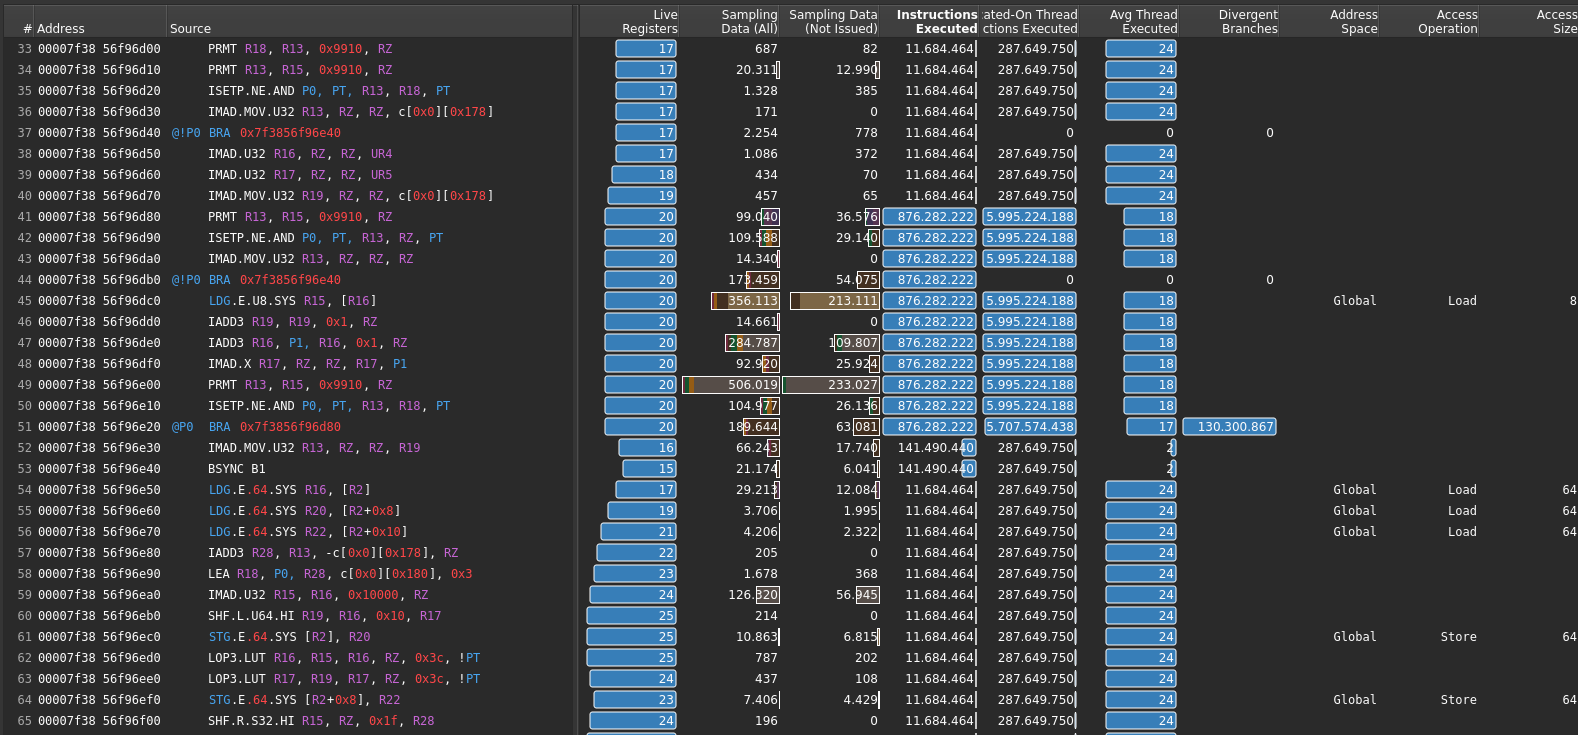 # Address Source Live Registers Sampling Data (All) Sampling Data (Not Issued) Instructions Executed ated-On Thread ctions Executed Avg Thread Executed Divergent Branches Address Space Access Operation Access Size
33 00007f38 56f96d00 PRMT R18, R13, 0x9910, RZ 17 687 82 11.684.464 287.649.750 24
34 00007f38 56f96d10 PRMT R13, R15, 0x9910, RZ 17 20.311 12.990 11.684.464 287.649.750 24
35 00007f38 56f96d20 ISETP.NE.AND P0, PT, R13, R18, PT 17 1.328 385 11.684.464 287.649.750 24
36 00007f38 56f96d30 IMAD.MOV.U32 R13, RZ, RZ, c[0x0][0x178] 17 171 0 11.684.464 287.649.750 24
37 00007f38 56f96d40 @!P0 BRA 0x7f3856f96e40 17 2.254 778 11.684.464 0 0 0
38 00007f38 56f96d50 IMAD.U32 R16, RZ, RZ, UR4 17 1.086 372 11.684.464 287.649.750 24
39 00007f38 56f96d60 IMAD.U32 R17, RZ, RZ, UR5 18 434 70 11.684.464 287.649.750 24
40 00007f38 56f96d70 IMAD.MOV.U32 R19, RZ, RZ, c[0x0][0x178] 19 457 65 11.684.464 287.649.750 24
41 00007f38 56f96d80 PRMT R13, R15, 0x9910, RZ 20 99.040 36.576 876.282.222 5.995.224.188 18
42 00007f38 56f96d90 ISETP.NE.AND P0, PT, R13, RZ, PT 20 109.588 29.140 876.282.222 5.995.224.188 18
43 00007f38 56f96da0 IMAD.MOV.U32 R13, RZ, RZ, RZ 20 14.340 0 876.282.222 5.995.224.188 18
44 00007f38 56f96db0 @!P0 BRA 0x7f3856f96e40 20 173.459 54.075 876.282.222 0 0 0
45 00007f38 56f96dc0 LDG.E.U8.SYS R15, [R16] 20 356.113 213.111 876.282.222 5.995.224.188 18 Global Load 8
46 00007f38 56f96dd0 IADD3 R19, R19, 0x1, RZ 20 14.661 0 876.282.222 5.995.224.188 18
47 00007f38 56f96de0 IADD3 R16, P1, R16, 0x1, RZ 20 284.787 109.807 876.282.222 5.995.224.188 18
48 00007f38 56f96df0 IMAD.X R17, RZ, RZ, R17, P1 20 92.920 25.924 876.282.222 5.995.224.188 18
49 00007f38 56f96e00 PRMT R13, R15, 0x9910, RZ 20 506.019 233.027 876.282.222 5.995.224.188 18
50 00007f38 56f96e10 ISETP.NE.AND P0, PT, R13, R18, PT 20 104.977 26.136 876.282.222 5.995.224.188 18
51 00007f38 56f96e20 @P0 BRA 0x7f3856f96d80 20 189.644 63.081 876.282.222 5.707.574.438 17 130.300.867
52 00007f38 56f96e30 IMAD.MOV.U32 R13, RZ, RZ, R19 16 66.243 17.740 141.490.440 287.649.750 2
53 00007f38 56f96e40 BSYNC B1 15 21.174 6.041 141.490.440 287.649.750 2
54 00007f38 56f96e50 LDG.E.64.SYS R16, [R2] 17 29.213 12.084 11.684.464 287.649.750 24 Global Load 64
55 00007f38 56f96e60 LDG.E.64.SYS R20, [R2+0x8] 19 3.706 1.995 11.684.464 287.649.750 24 Global Load 64
56 00007f38 56f96e70 LDG.E.64.SYS R22, [R2+0x10] 21 4.206 2.322 11.684.464 287.649.750 24 Global Load 64
57 00007f38 56f96e80 IADD3 R28, R13, -c[0x0][0x178], RZ 22 205 0 11.684.464 287.649.750 24
58 00007f38 56f96e90 LEA R18, P0, R28, c[0x0][0x180], 0x3 23 1.678 368 11.684.464 287.649.750 24
59 00007f38 56f96ea0 IMAD.U32 R15, R16, 0x10000, RZ 24 126.320 56.945 11.684.464 287.649.750 24
60 00007f38 56f96eb0 SHF.L.U64.HI R19, R16, 0x10, R17 25 214 0 11.684.464 287.649.750 24
61 00007f38 56f96ec0 STG.E.64.SYS [R2], R20 25 10.863 6.815 11.684.464 287.649.750 24 Global Store 64
62 00007f38 56f96ed0 LOP3.LUT R16, R15, R16, RZ, 0x3c, !PT 25 787 202 11.684.464 287.649.750 24
63 00007f38 56f96ee0 LOP3.LUT R17, R19, R17, RZ, 0x3c, !PT 24 437 108 11.684.464 287.649.750 24
64 00007f38 56f96ef0 STG.E.64.SYS [R2+0x8], R22 23 7.406 4.429 11.684.464 287.649.750 24 Global Store 64
65 00007f38 56f96f00 SHF.R.S32.HI R15, RZ, 0x1f, R28 24 196 0 11.684.464 287.649.750 24